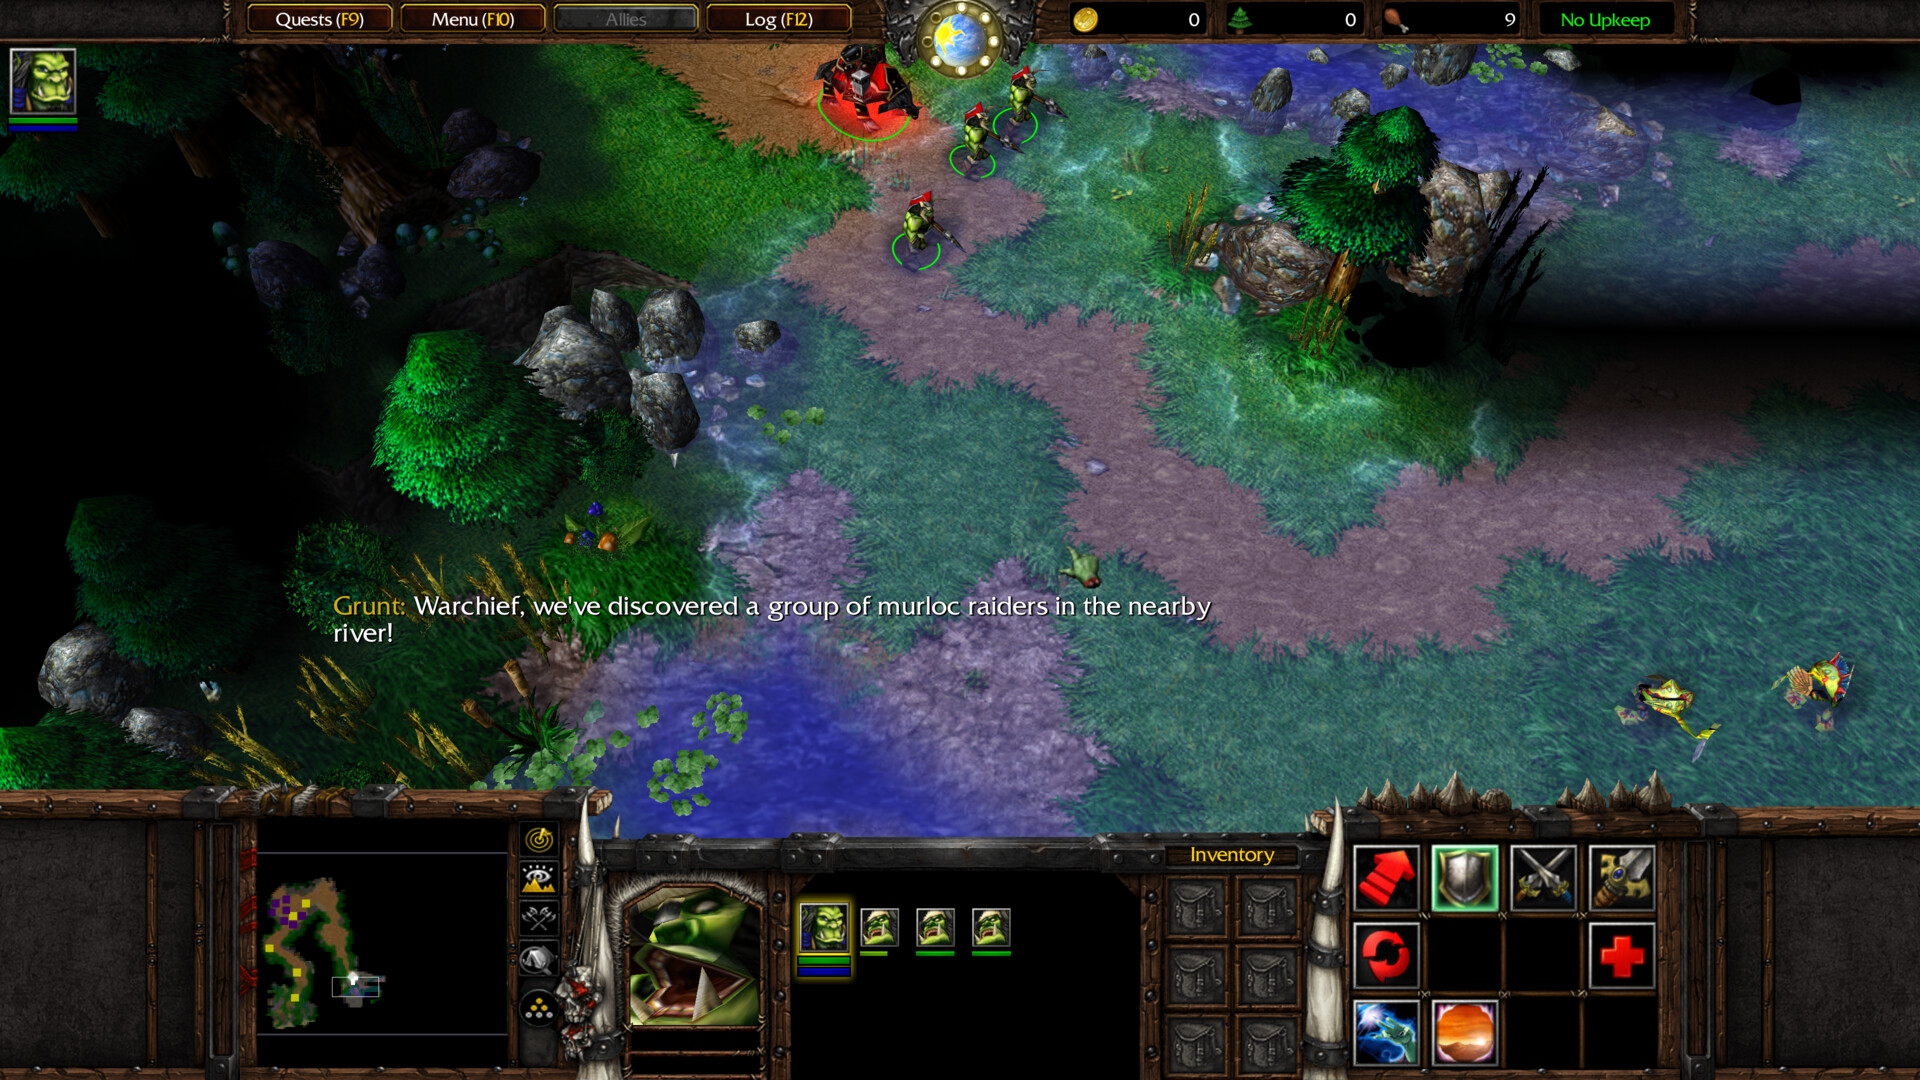 Quests (F9)
Menu (F10)
Allies
Log (F12)
0
0
9
No Upkeep
Grunt: Warchief, we've discovered a group of murloc raiders in the nearby
river!
Inventory